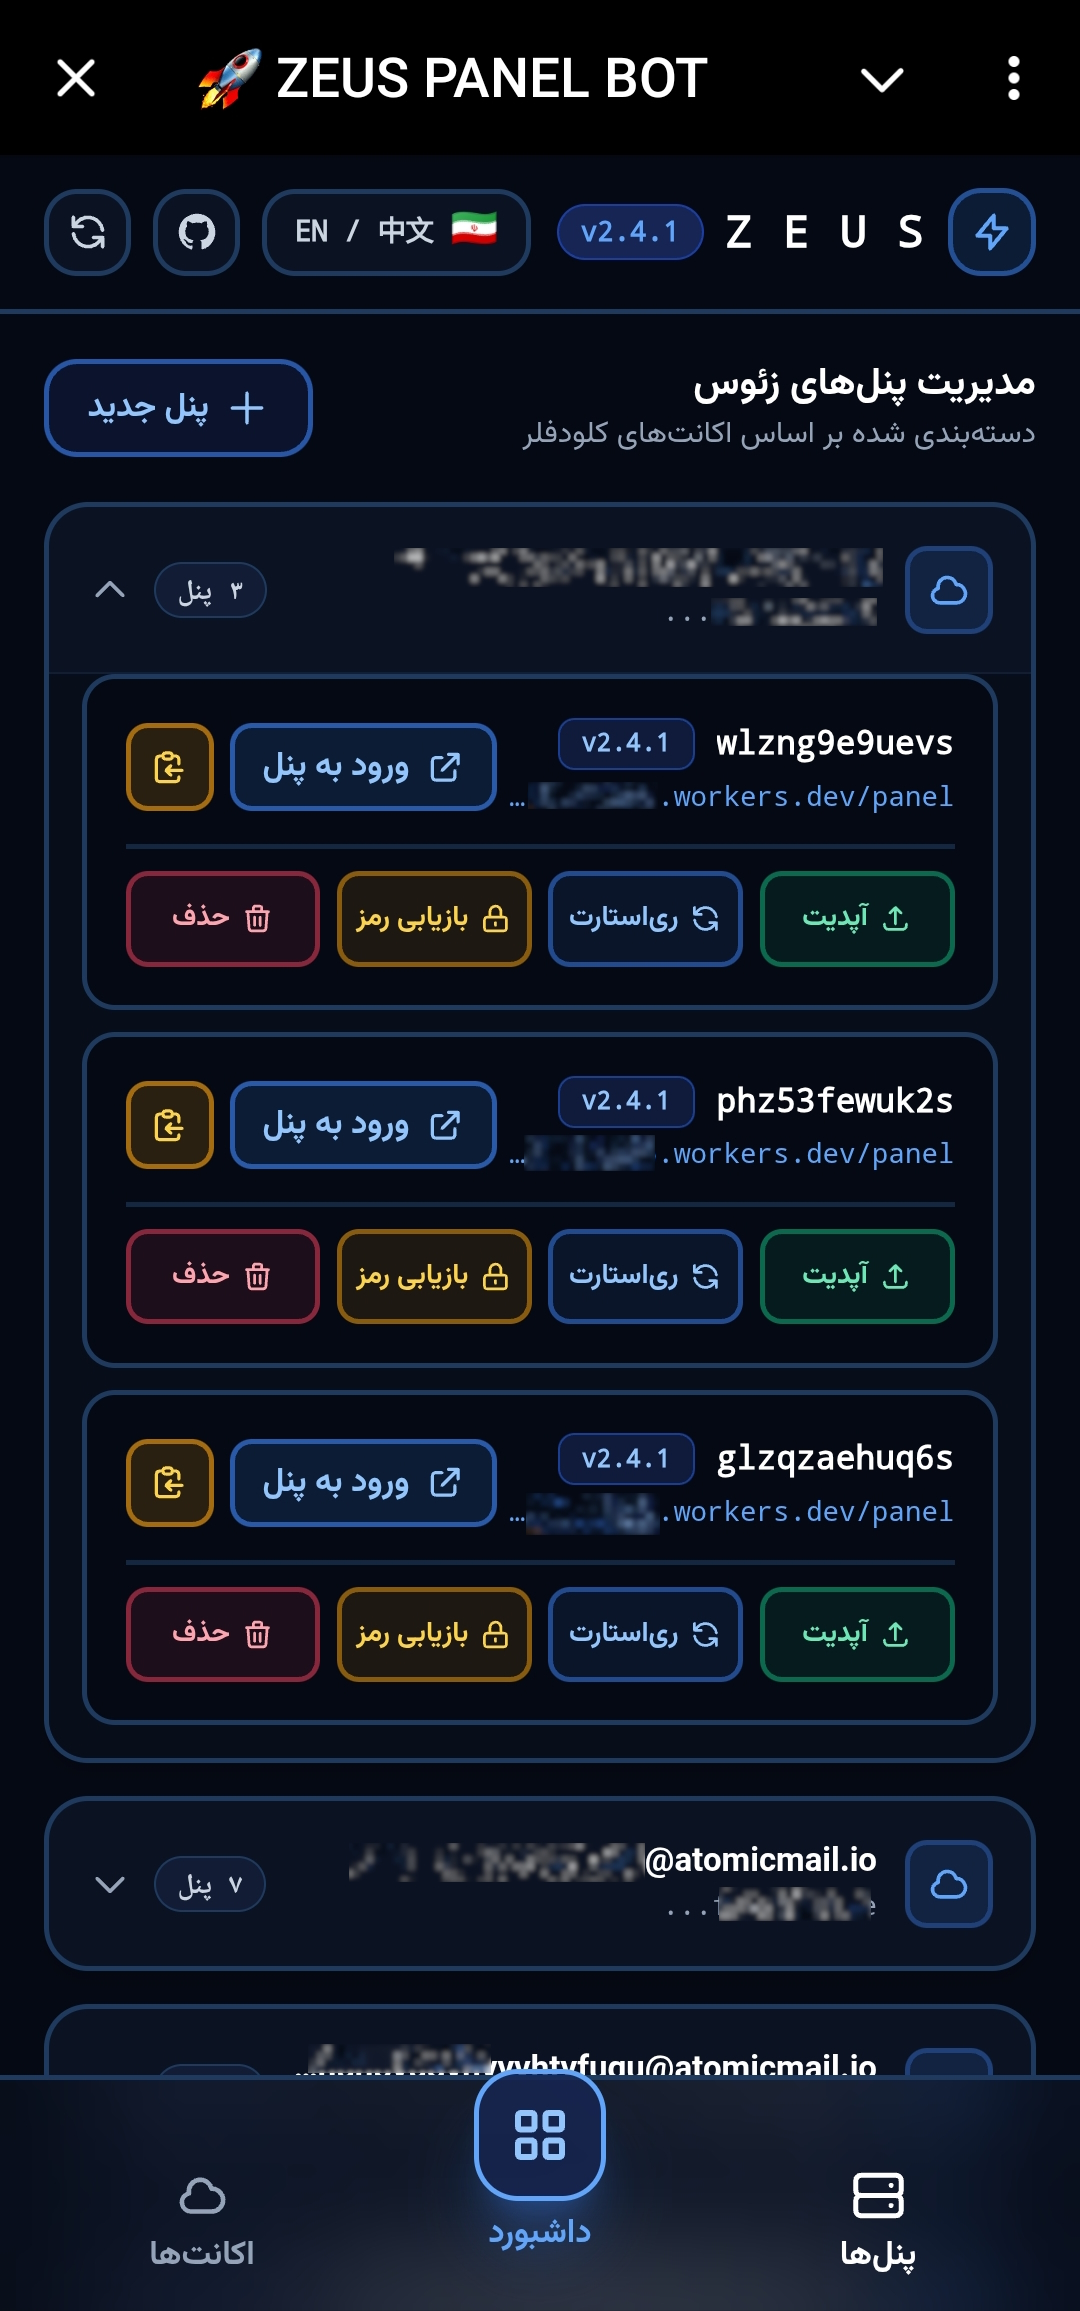 🚀 ZEUS PANEL BOT
Z E U S v2.4.1 EN / 中文 🇮🇷
مدیریت پنل‌های زئوس
دسته‌بندی شده بر اساس اکانت‌های کلودفلر
پنل جدید
۳ پنل
...
wlzng9e9uevs v2.4.1
.workers.dev/panel
…
ورود به پنل
آپدیت
ری‌استارت
بازیابی رمز
حذف
phz53fewuk2s v2.4.1
.workers.dev/panel
…
ورود به پنل
آپدیت
ری‌استارت
بازیابی رمز
حذف
glzqzaehuq6s v2.4.1
.workers.dev/panel
…
ورود به پنل
آپدیت
ری‌استارت
بازیابی رمز
حذف
@atomicmail.io
...
۷ پنل
yyhtyfuqu@atomicmail.io
پنل‌ها
داشبورد
اکانت‌ها